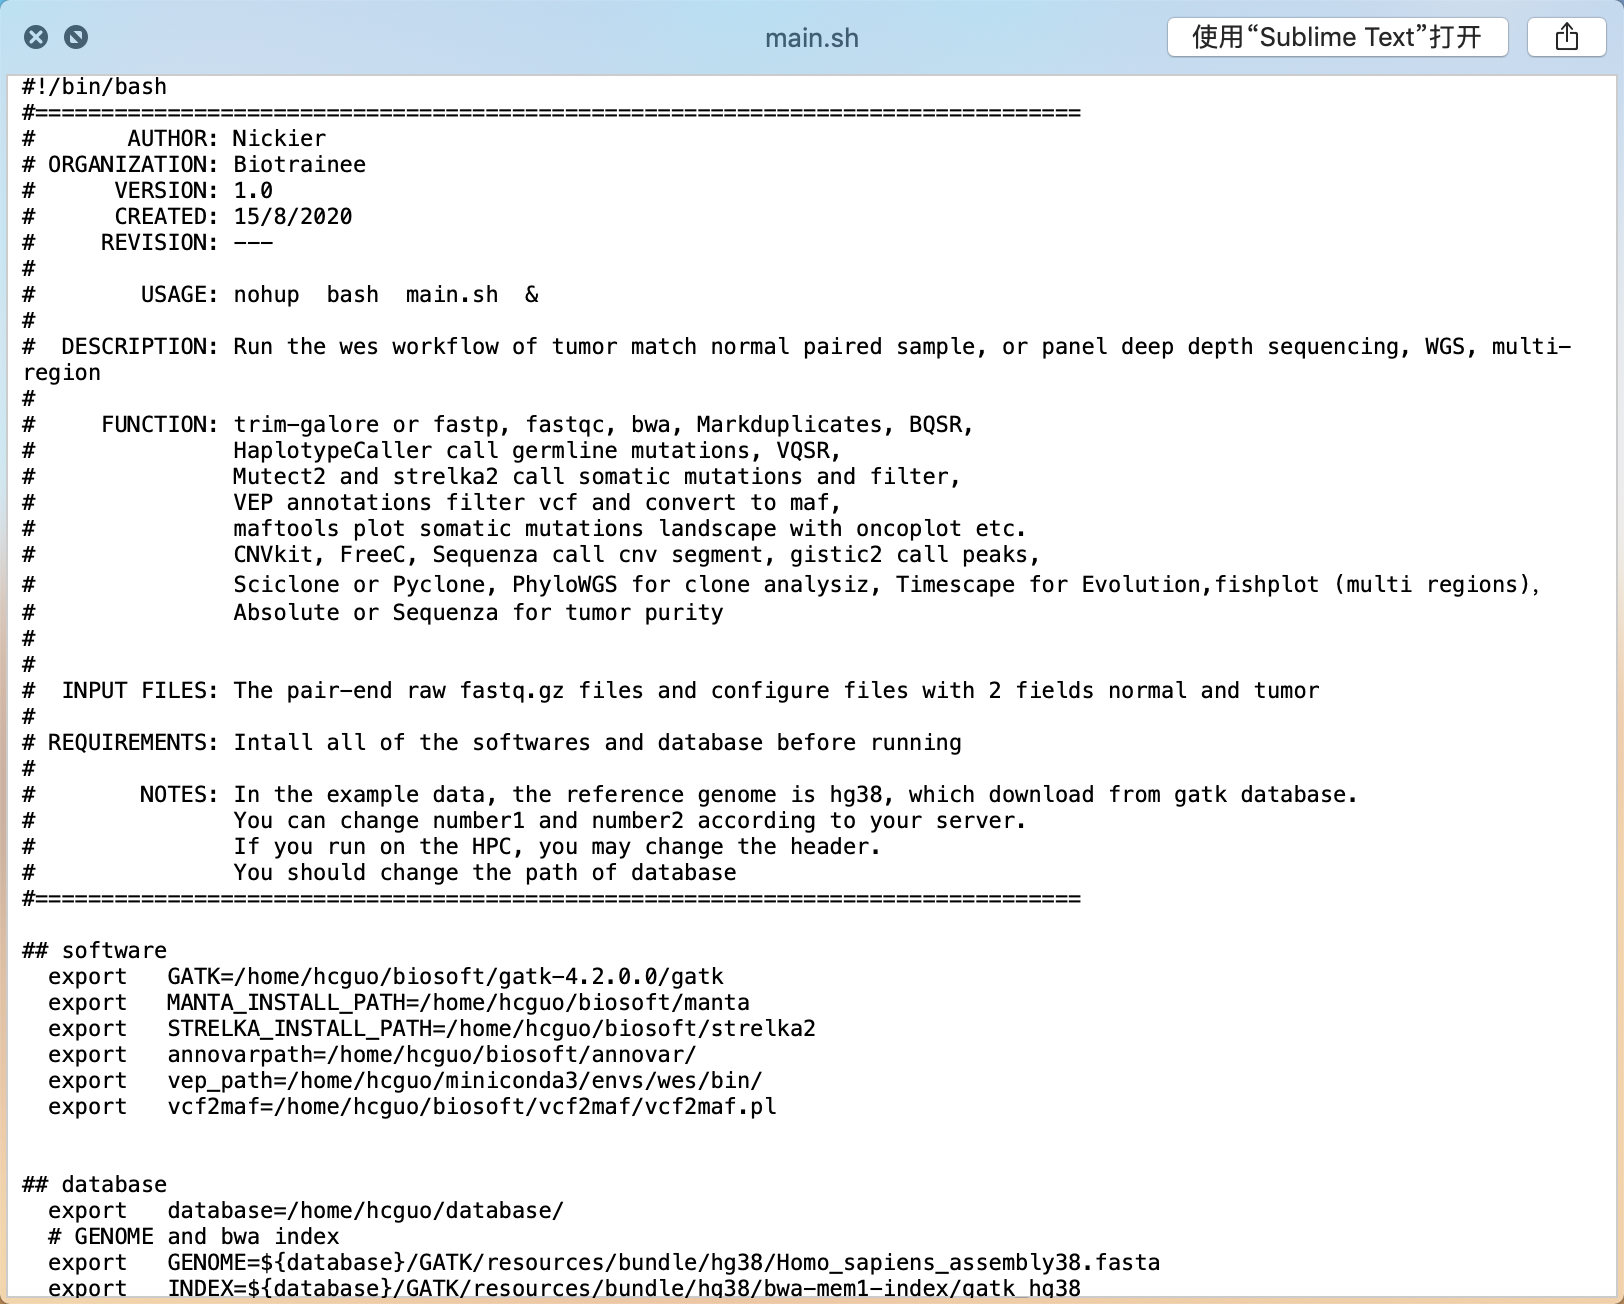 main.sh
使用“Sublime Text”打开
#!/bin/bash
#===============================================================================
#       AUTHOR: Nickier
# ORGANIZATION: Biotrainee
#      VERSION: 1.0
#      CREATED: 15/8/2020
#     REVISION: ---
#
#        USAGE: nohup  bash  main.sh  &
#
#  DESCRIPTION: Run the wes workflow of tumor match normal paired sample, or panel deep depth sequencing, WGS, multi-
region
#
#     FUNCTION: trim-galore or fastp, fastqc, bwa, Markduplicates, BQSR,
#               HaplotypeCaller call germline mutations, VQSR,
#               Mutect2 and strelka2 call somatic mutations and filter,
#               VEP annotations filter vcf and convert to maf,
#               maftools plot somatic mutations landscape with oncoplot etc.
#               CNVkit, FreeC, Sequenza call cnv segment, gistic2 call peaks,
#               Sciclone or Pyclone, PhyloWGS for clone analysiz, Timescape for Evolution,fishplot (multi regions)，
#               Absolute or Sequenza for tumor purity
#
#
#  INPUT FILES: The pair-end raw fastq.gz files and configure files with 2 fields normal and tumor
#
# REQUIREMENTS: Intall all of the softwares and database before running
#
#        NOTES: In the example data, the reference genome is hg38, which download from gatk database.
#               You can change number1 and number2 according to your server.
#               If you run on the HPC, you may change the header.
#               You should change the path of database
#===============================================================================
## software
  export   GATK=/home/hcguo/biosoft/gatk-4.2.0.0/gatk
  export   MANTA_INSTALL_PATH=/home/hcguo/biosoft/manta
  export   STRELKA_INSTALL_PATH=/home/hcguo/biosoft/strelka2
  export   annovarpath=/home/hcguo/biosoft/annovar/
  export   vep_path=/home/hcguo/miniconda3/envs/wes/bin/
  export   vcf2maf=/home/hcguo/biosoft/vcf2maf/vcf2maf.pl
## database
  export   database=/home/hcguo/database/
  # GENOME and bwa index
  export   GENOME=${database}/GATK/resources/bundle/hg38/Homo_sapiens_assembly38.fasta
  export   INDEX=${database}/GATK/resources/bundle/hg38/bwa-mem1-index/gatk_hg38